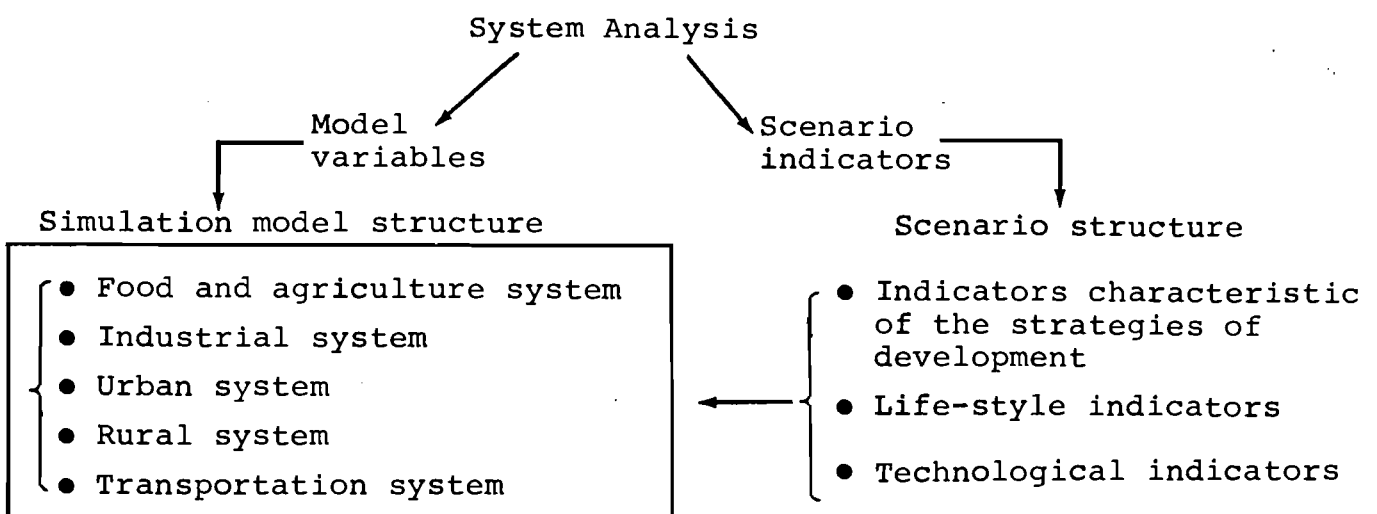 System Analysis
Model
variables
Scenario
indicators
Simulation model structure
● Food and agriculture system
● Industrial system
● Urban system
● Rural system
● Transportation system
Scenario structure
● Indicators characteristic
of the strategies of
development
● Life-style indicators
● Technological indicators